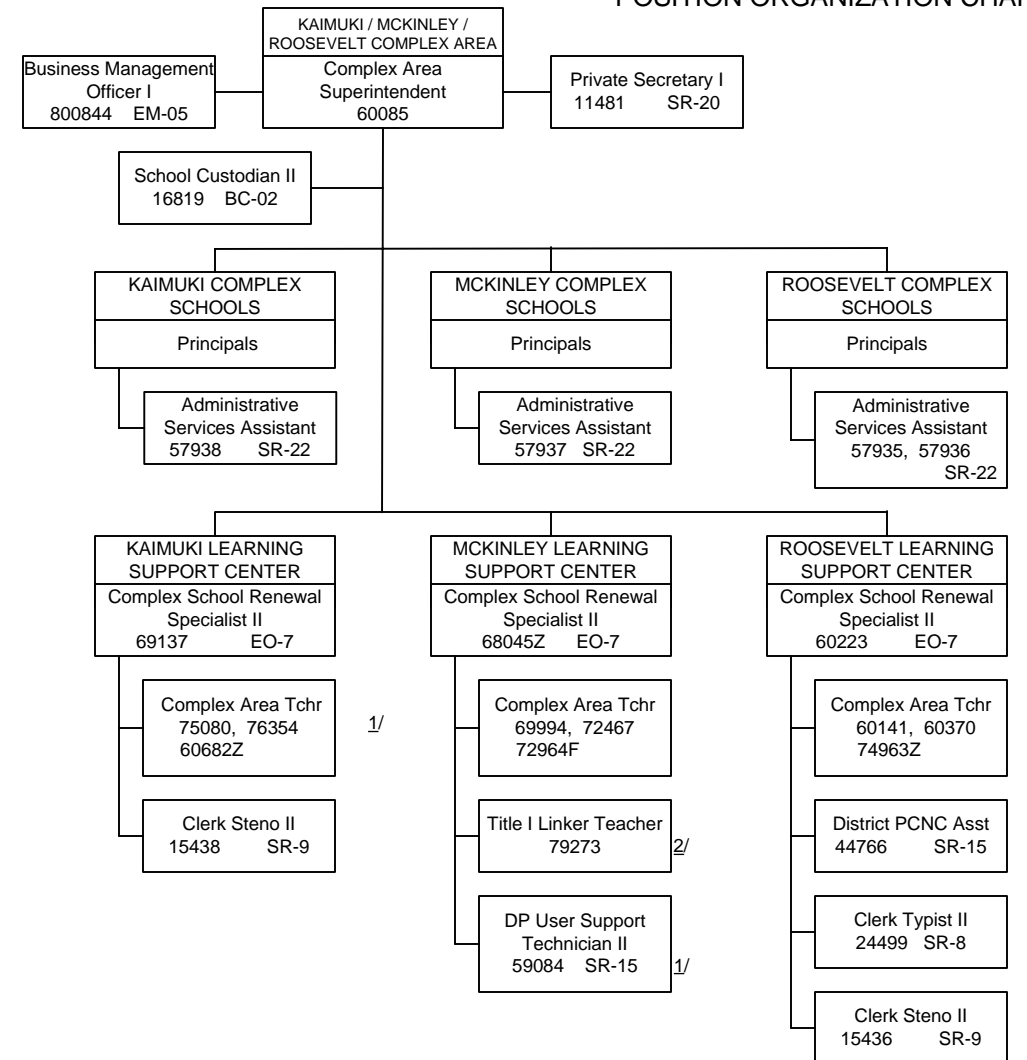 POSITION ORGANIZATION
KAIMUKI / MCKINLEY /
ROOSEVELT COMPLEX AREA
Complex Area
Superintendent
60085
Business Management
Officer I
800844 EM-05
Private Secretary I
11481 SR-20
School Custodian II
16819 BC-02
KAIMUKI COMPLEX
SCHOOLS
Principals
Administrative
Services Assistant
57938 SR-22
MCKINLEY COMPLEX
SCHOOLS
Principals
Administrative
Services Assistant
57937 SR-22
ROOSEVELT COMPLEX
SCHOOLS
Principals
Administrative
Services Assistant
57935, 57936
SR-22
KAIMUKI LEARNING
SUPPORT CENTER
Complex School Renewal
Specialist II
69137 EO-7
Complex Area Tchr
75080, 76354
60682Z
1/
Clerk Steno II
15438 SR-9
MCKINLEY LEARNING
SUPPORT CENTER
Complex School Renewal
Specialist II
68045Z EO-7
Complex Area Tchr
69994, 72467
72964F
Title I Linker Teacher
79273
2/
DP User Support
Technician II
59084 SR-15
1/
ROOSEVELT LEARNING
SUPPORT CENTER
Complex School Renewal
Specialist II
60223 EO-7
Complex Area Tchr
60141, 60370
74963Z
District PCNC Asst
44766 SR-15
Clerk Typist II
24499 SR-8
Clerk Steno II
15436 SR-9